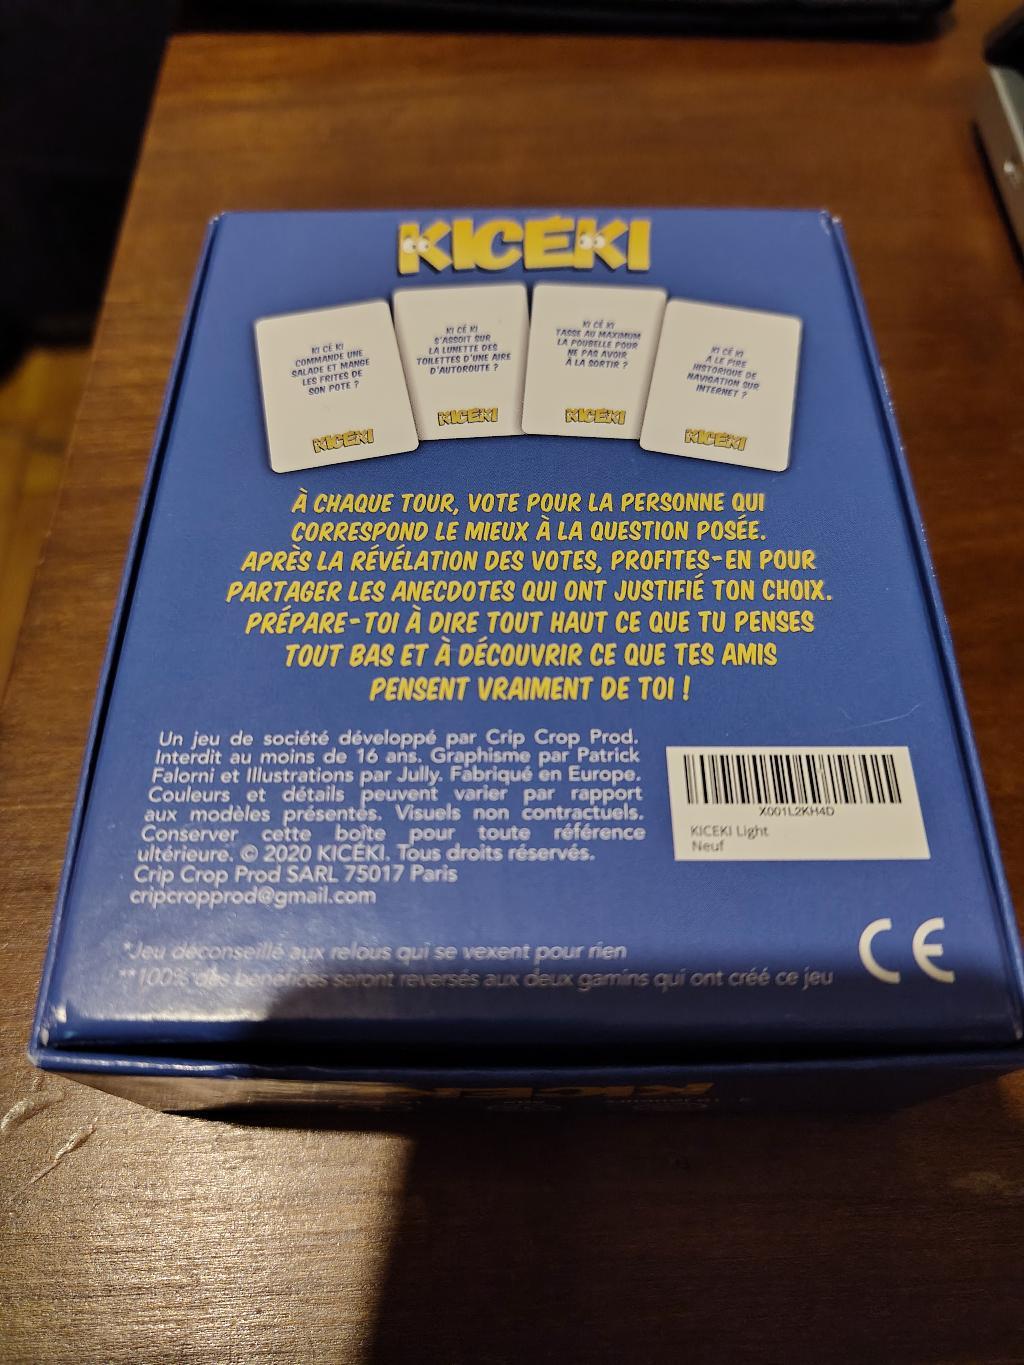 KICÉKI
KI CÉ KI
COMMANDE UNE
SALADE ET MANGE
LES FRITES DE
SON POTE ?
KICÉKI
KI CÉ KI
S'ASSOIT SUR
LA LUNETTE DES
TOILETTES D'UNE AIRE
D'AUTOROUTE ?
KICÉKI
KI CÉ KI
TASSE AU MAXIMUM
LA POUBELLE POUR
NE PAS AVOIR
À LA SORTIR ?
KICÉKI
KI CÉ KI
A LE PIRE
HISTORIQUE DE
NAVIGATION SUR
INTERNET ?
KICÉKI
À CHAQUE TOUR, VOTE POUR LA PERSONNE QUI
CORRESPOND LE MIEUX À LA QUESTION POSÉE.
APRÈS LA RÉVÉLATION DES VOTES, PROFITES-EN POUR
PARTAGER LES ANECDOTES QUI ONT JUSTIFIÉ TON CHOIX.
PRÉPARE-TOI À DIRE TOUT HAUT CE QUE TU PENSES
TOUT BAS ET À DÉCOUVRIR CE QUE TES AMIS
PENSENT VRAIMENT DE TOI !
Un jeu de société développé par Crip Crop Prod.
Interdit au moins de 16 ans. Graphisme par Patrick
Falorni et Illustrations par Jully. Fabriqué en Europe.
Couleurs et détails peuvent varier par rapport
aux modèles présentés. Visuels non contractuels.
Conserver cette boîte pour toute référence
ultérieure. © 2020 KICÉKI. Tous droits réservés.
Crip Crop Prod SARL 75017 Paris
cripcropprod@gmail.com
X001L2KH4D
KICEKI Light
Neuf
*Jeu déconseillé aux relous qui se vexent pour rien
**100% des bénéfices seront reversés aux deux gamins qui ont créé ce jeu
CE